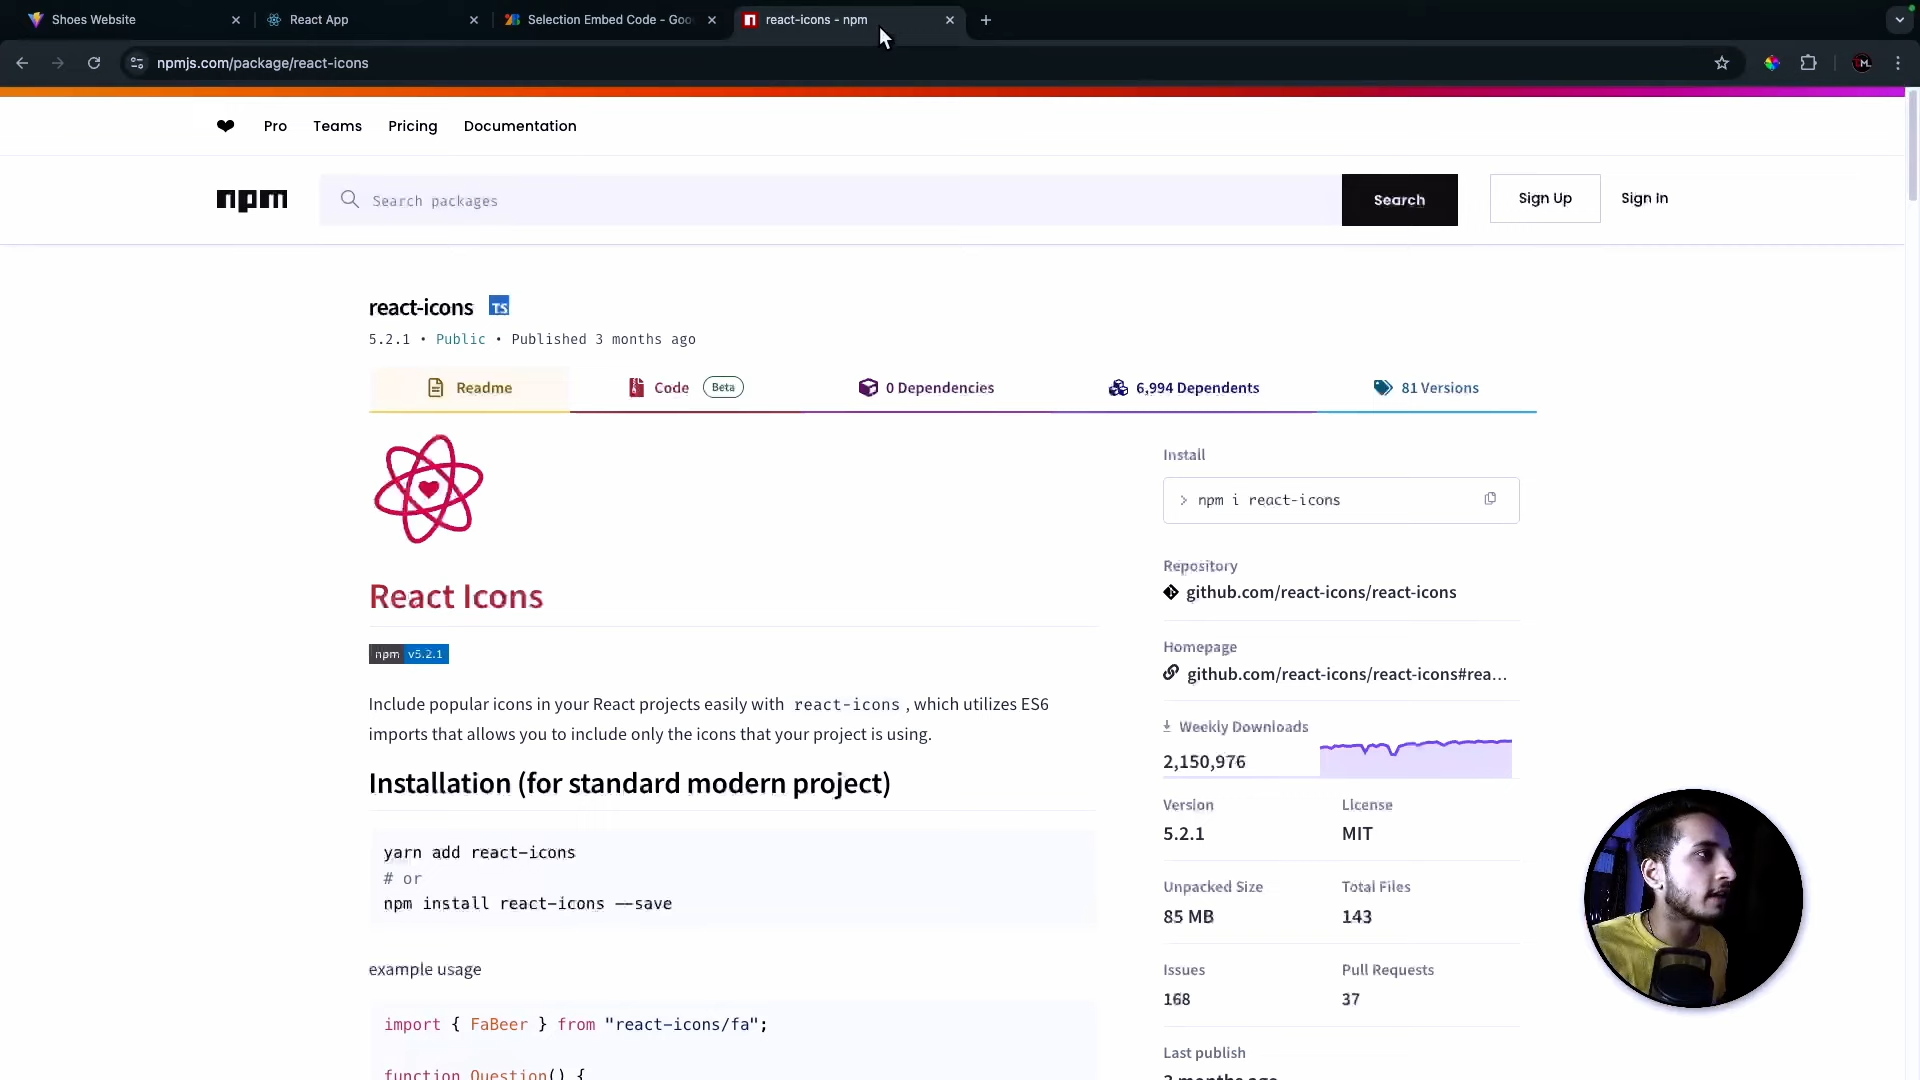 Shoes Website
React App
Selection Embed Code - Goo
react-icons - npm
npmjs.com/package/react-icons
Pro
Teams
Pricing
Documentation
npm
Search packages
Search
Sign Up
Sign In
react-icons TS
5.2.1 • Public • Published 3 months ago
Readme
Code Beta
0 Dependencies
6,994 Dependents
81 Versions
React Icons
npm v5.2.1
Include popular icons in your React projects easily with react-icons , which utilizes ES6
imports that allows you to include only the icons that your project is using.
Installation (for standard modern project)
yarn add react-icons
# or
npm install react-icons --save
example usage
import { FaBeer } from "react-icons/fa";
function Question() {
Install
> npm i react-icons
Repository
github.com/react-icons/react-icons
Homepage
github.com/react-icons/react-icons#rea...
Weekly Downloads
2,150,976
Version
License
5.2.1
MIT
Unpacked Size
Total Files
85 MB
143
Issues
Pull Requests
168
37
Last publish
3 months ago